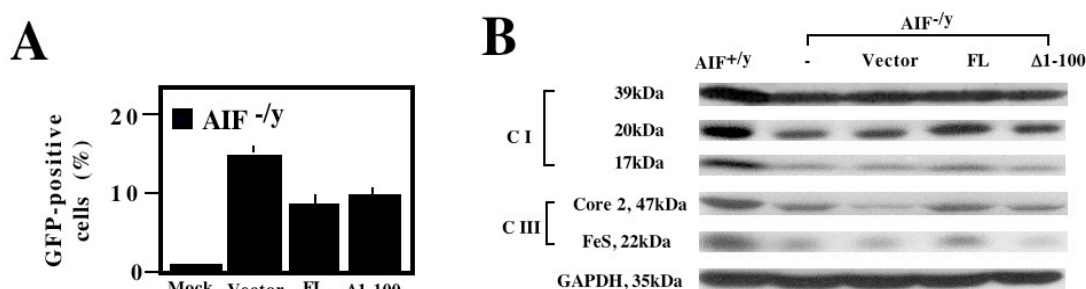 A
GFP-positive
cells (%)
20
10
0
AIF -/y
Mock Vector FL Δ1-100
B
AIF-/y
AIF+/y - Vector FL Δ1-100
C I
39kDa
20kDa
17kDa
C III
Core 2, 47kDa
FeS, 22kDa
GAPDH, 35kDa